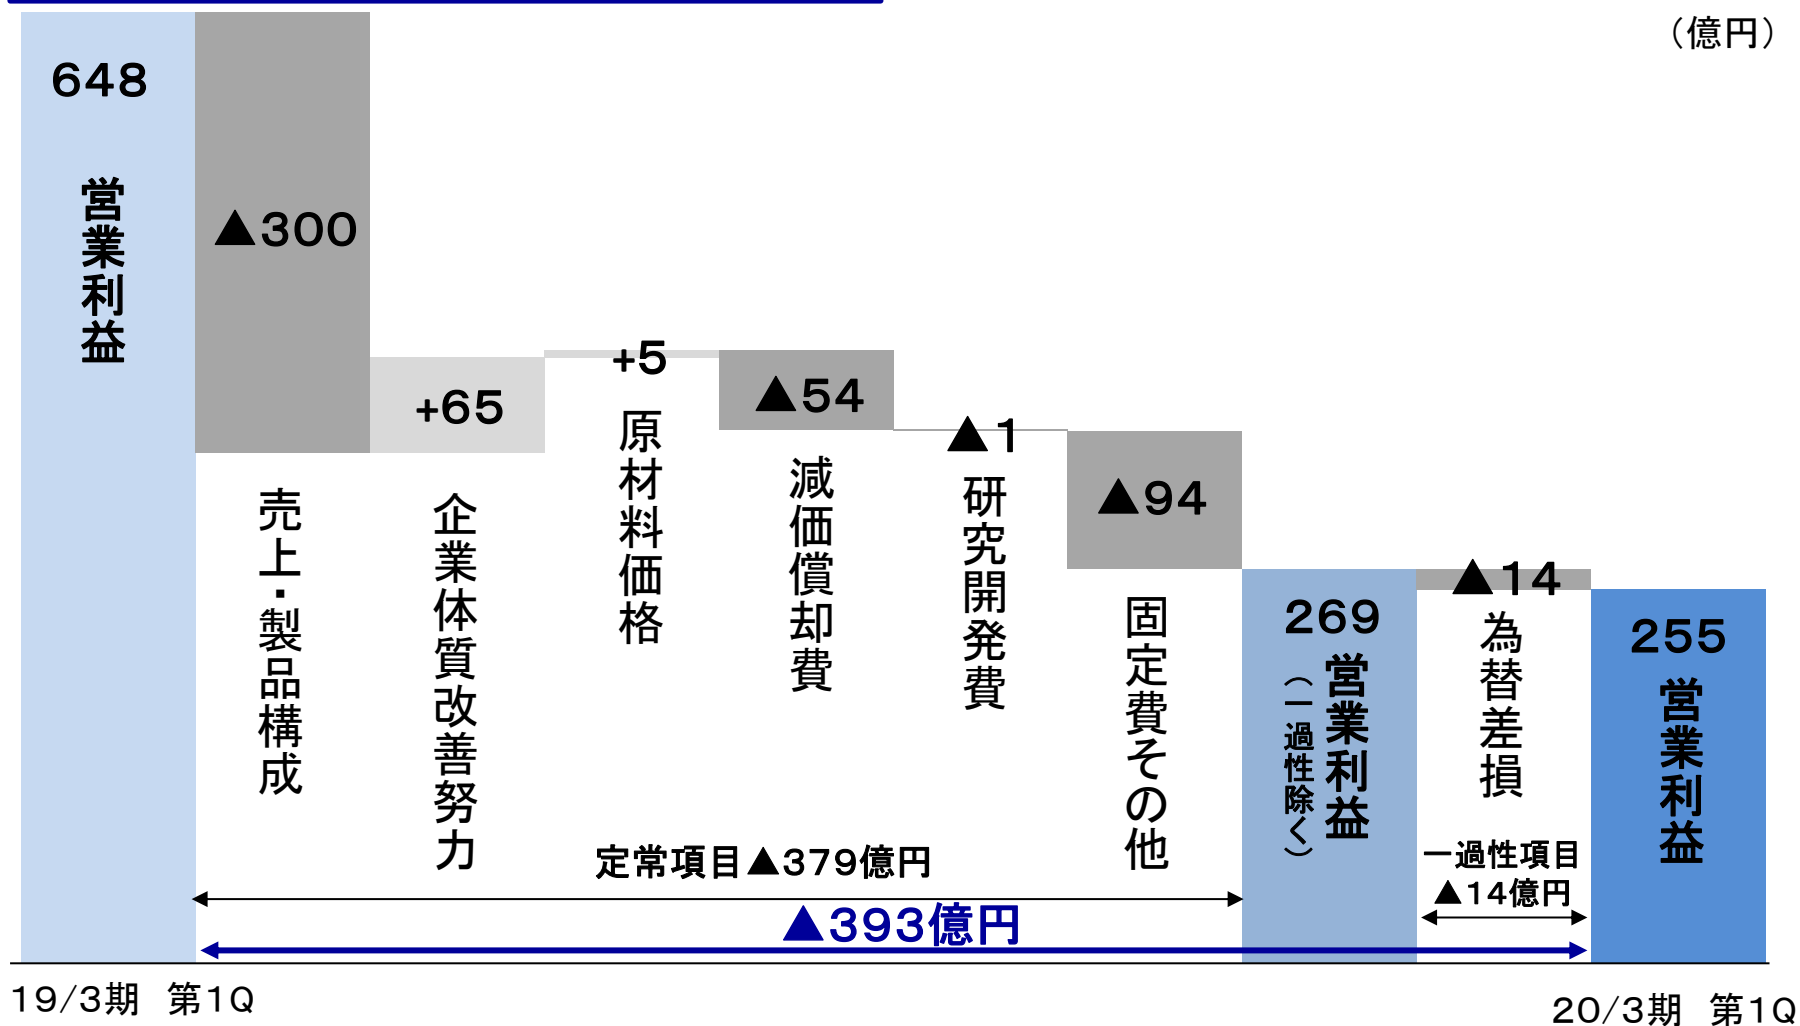 （億円）
648
営業利益
▲300
売上・製品構成
+65
企業体質改善努力
+5
原材料価格
▲54
減価償却費
▲1
研究開発費
▲94
固定費その他
269
営業利益
（一過性除く）
▲14
為替差損
255
営業利益
定常項目▲379億円
一過性項目
▲14億円
▲393億円
19/3期　第1Q
20/3期　第1Q